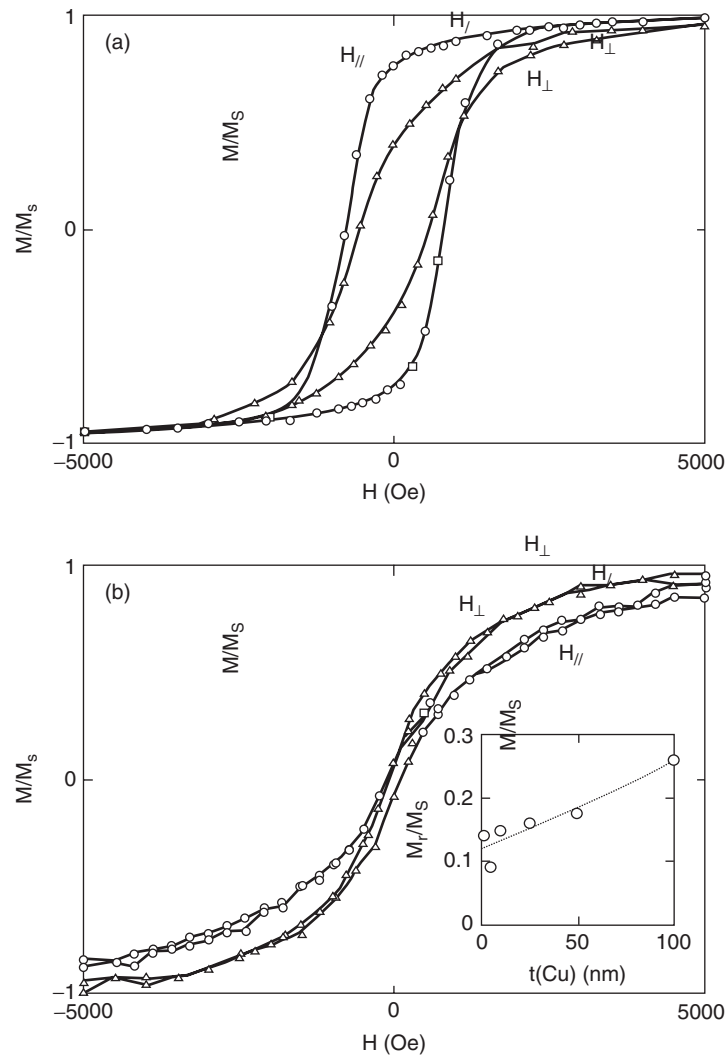 1
(a)
H//
H/
H⊥
H⊥
M/MS
M/Ms
0
−1
−5000
0
5000
H (Oe)
H⊥
1
(b)
H/
H⊥
M/MS
H//
M/MS
M/Ms
0
0.3
0.2
0.1
0
Mr/MS
0
50
100
t(Cu) (nm)
−1
−5000
0
5000
H (Oe)